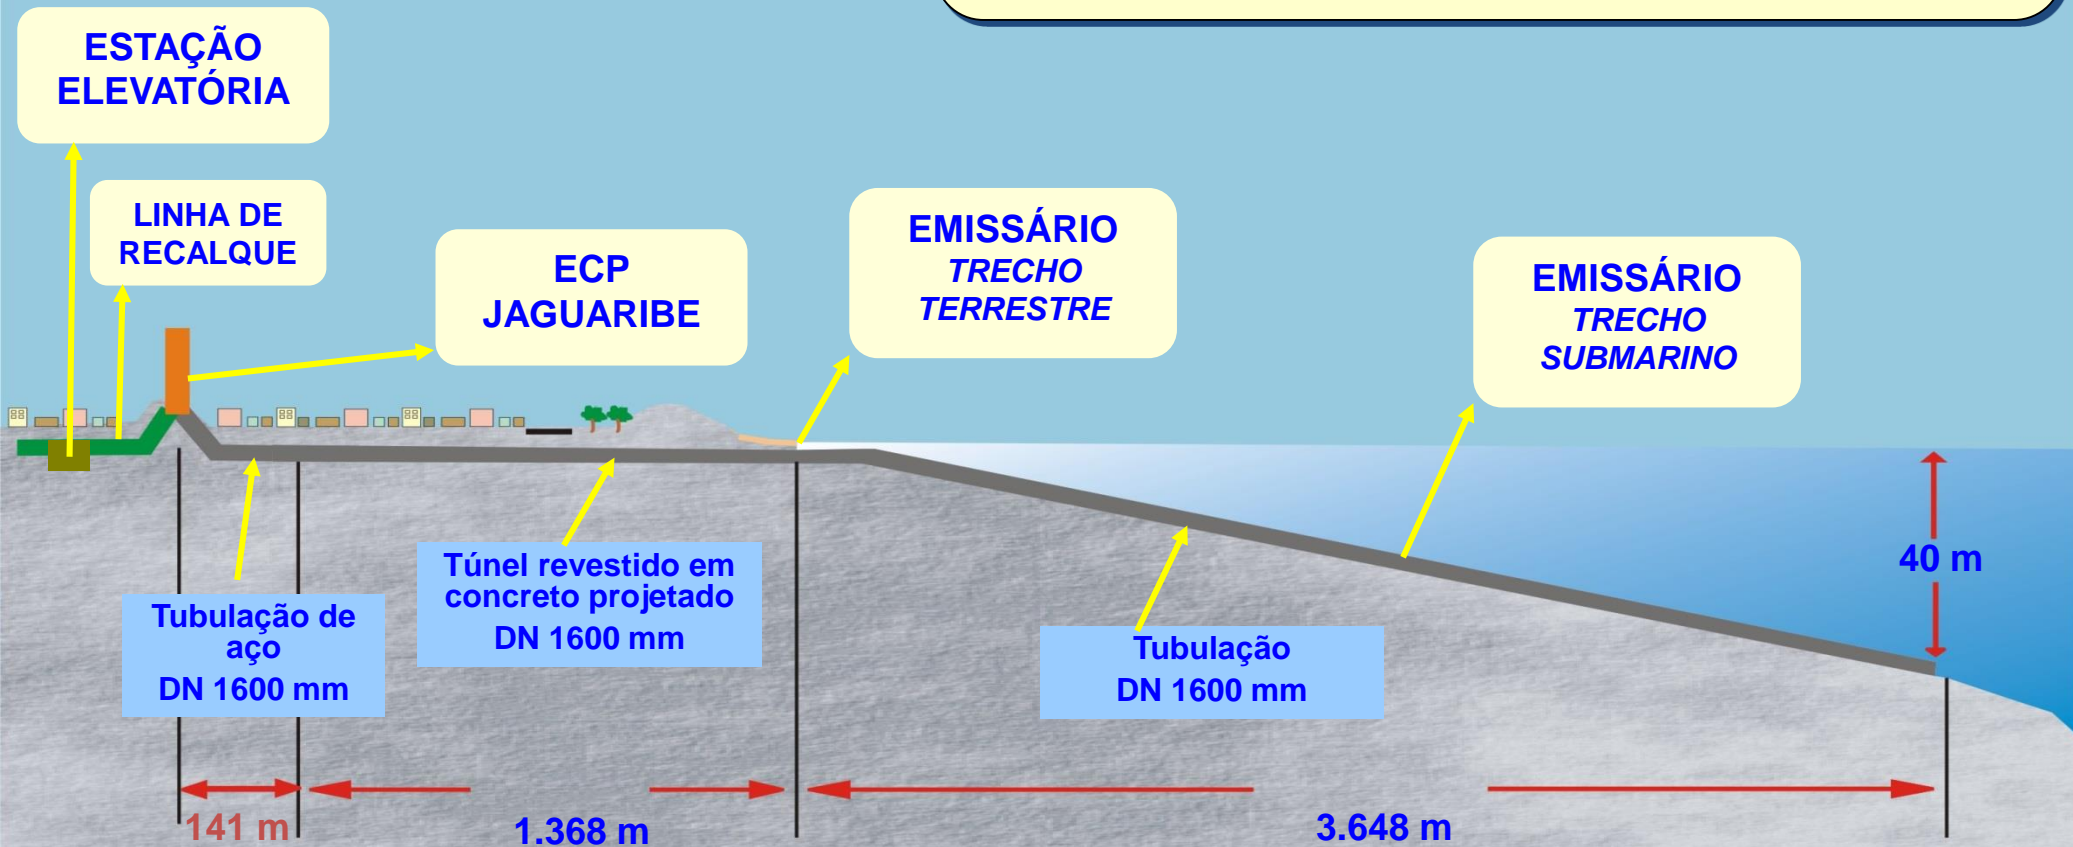 ESTAÇÃO
ELEVATÓRIA
LINHA DE
RECALQUE
ECP
JAGUARIBE
EMISSÁRIO
TRECHO
TERRESTRE
EMISSÁRIO
TRECHO
SUBMARINO
40 m
Túnel revestido em
concreto projetado
DN 1600 mm
Tubulação de
aço
DN 1600 mm
Tubulação
DN 1600 mm
141 m
1.368 m
3.648 m